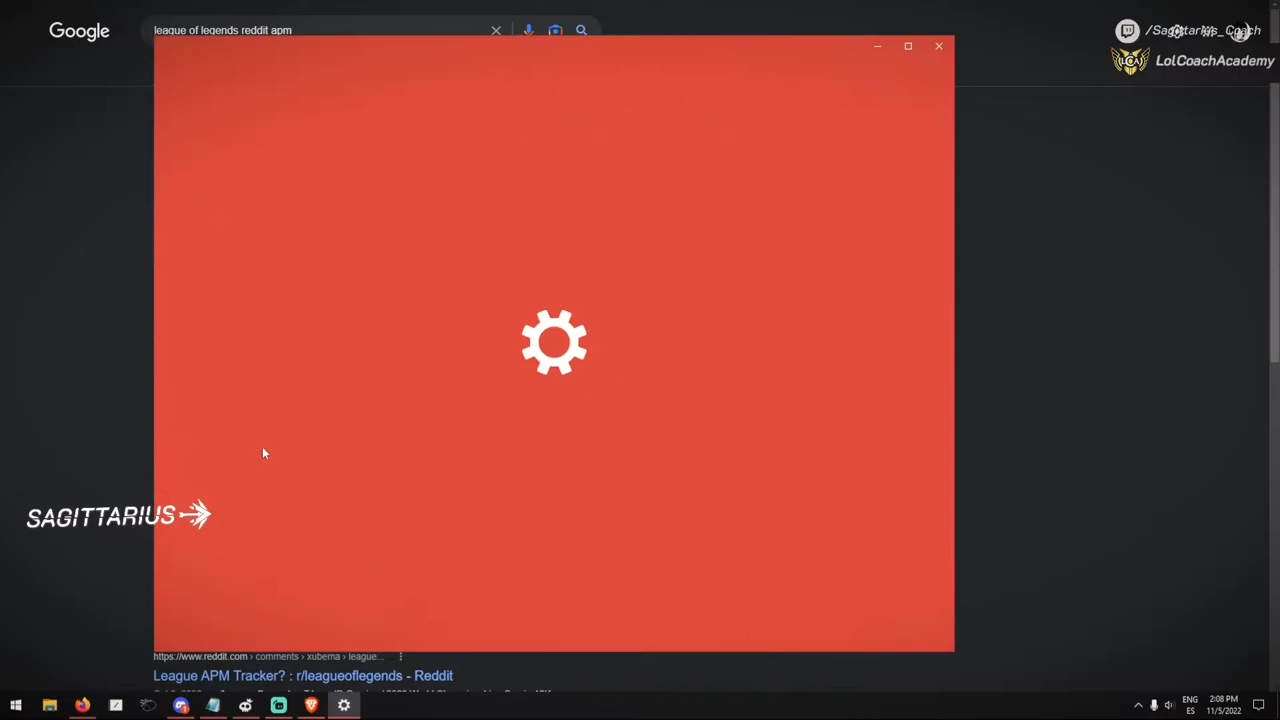 Google
league of legends reddit apm
/Sagittarius_Coach
LCA
LolCoachAcademy
SAGITTARIUS
https://www.reddit.com › comments › xubema › league...
League APM Tracker? : r/leagueoflegends - Reddit
ENG
ES
2:08 PM
11/5/2022